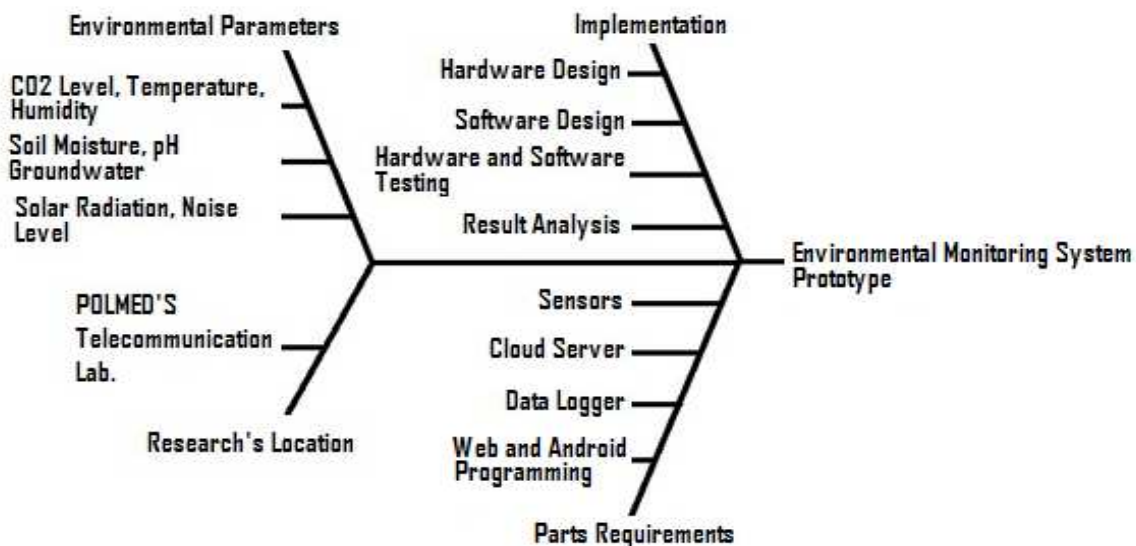 Environmental Parameters
CO2 Level, Temperature,
Humidity
Soil Moisture, pH
Groundwater
Solar Radiation, Noise
Level
POLMED'S
Telecommunication
Lab.
Research's Location
Implementation
Hardware Design
Software Design
Hardware and Software
Testing
Result Analysis
Environmental Monitoring System
Prototype
Sensors
Cloud Server
Data Logger
Web and Android
Programming
Parts Requirements